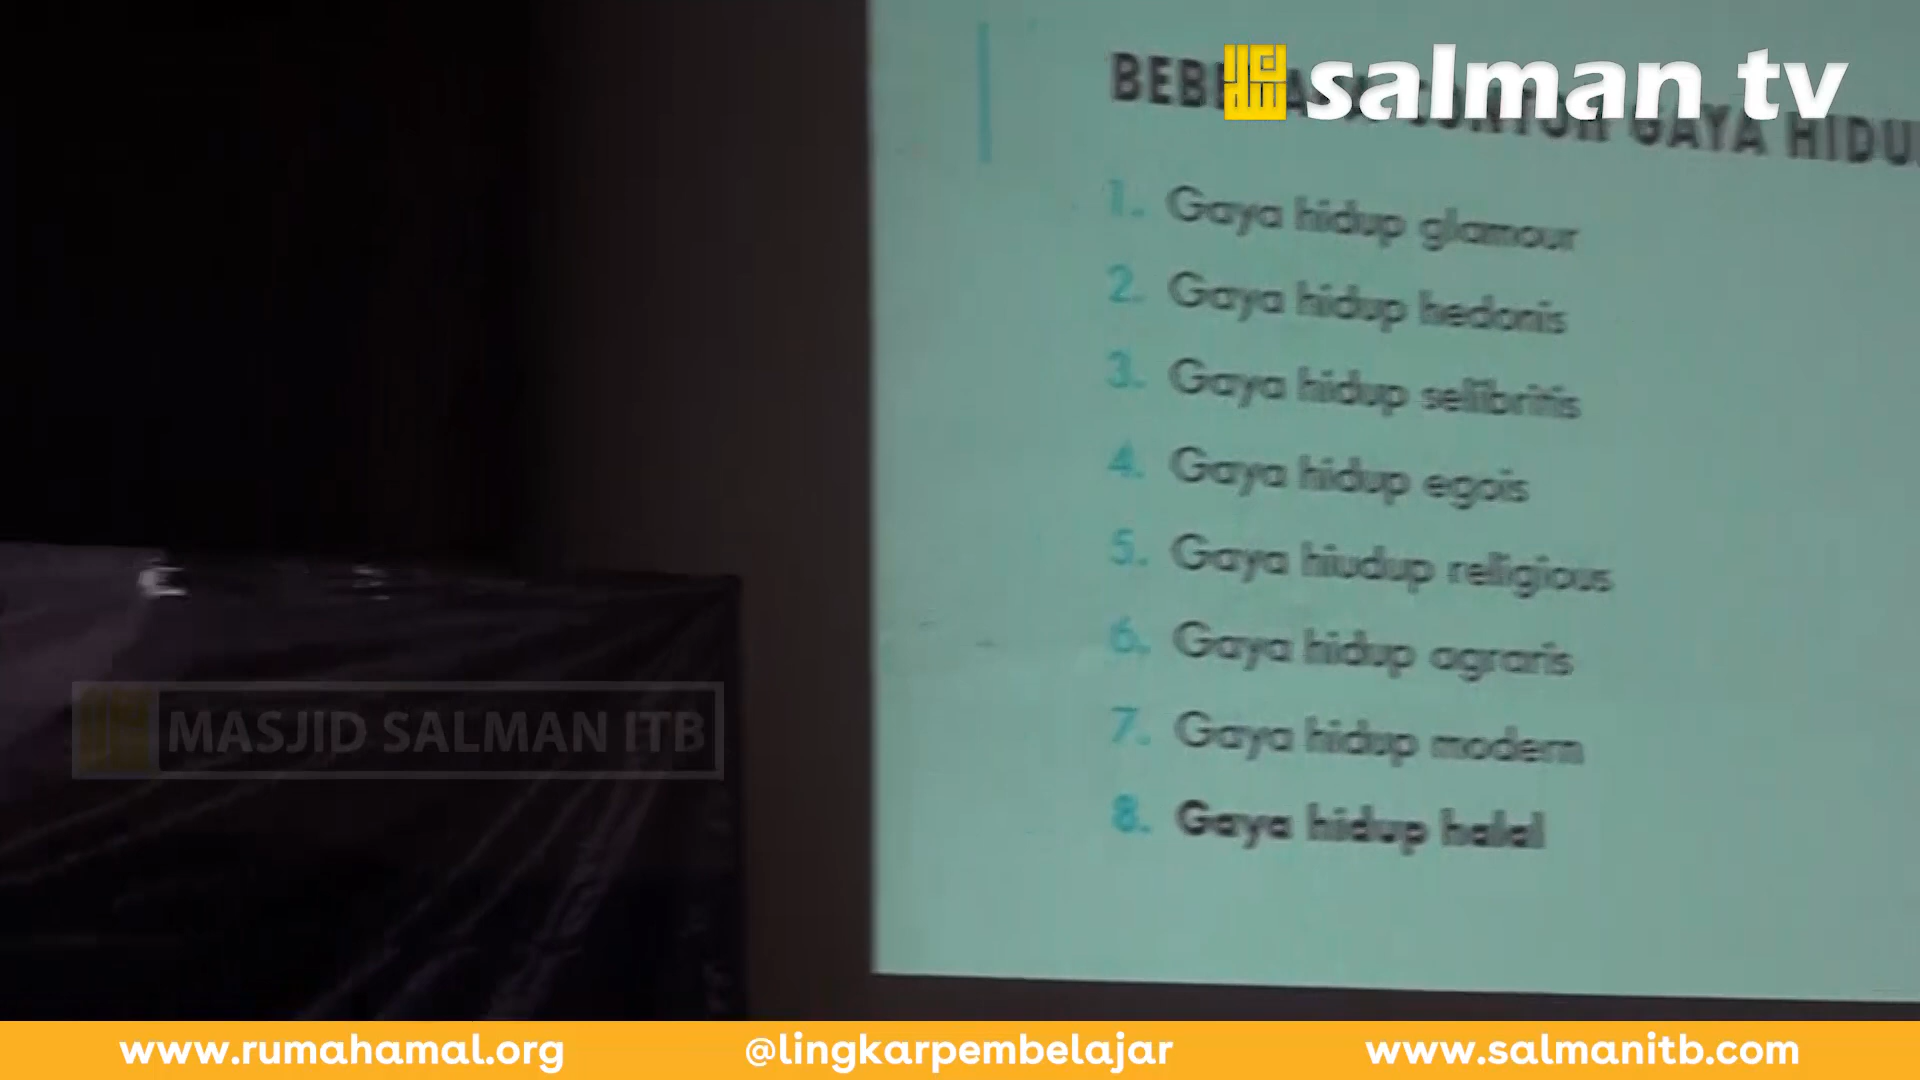 salman tv
GAYA HIDU
1. Gaya hidup glamour
2. Gaya hidup hedonis
3. Gaya hidup selibritis
4. Gaya hidup egois
5. Gaya hiudup religious
6. Gaya hidup agraris
7. Gaya hidup modern
8. Gaya hidup halal
MASJID SALMAN ITB
www.rumahamal.org
@lingkarpembelajar
www.salmanitb.com